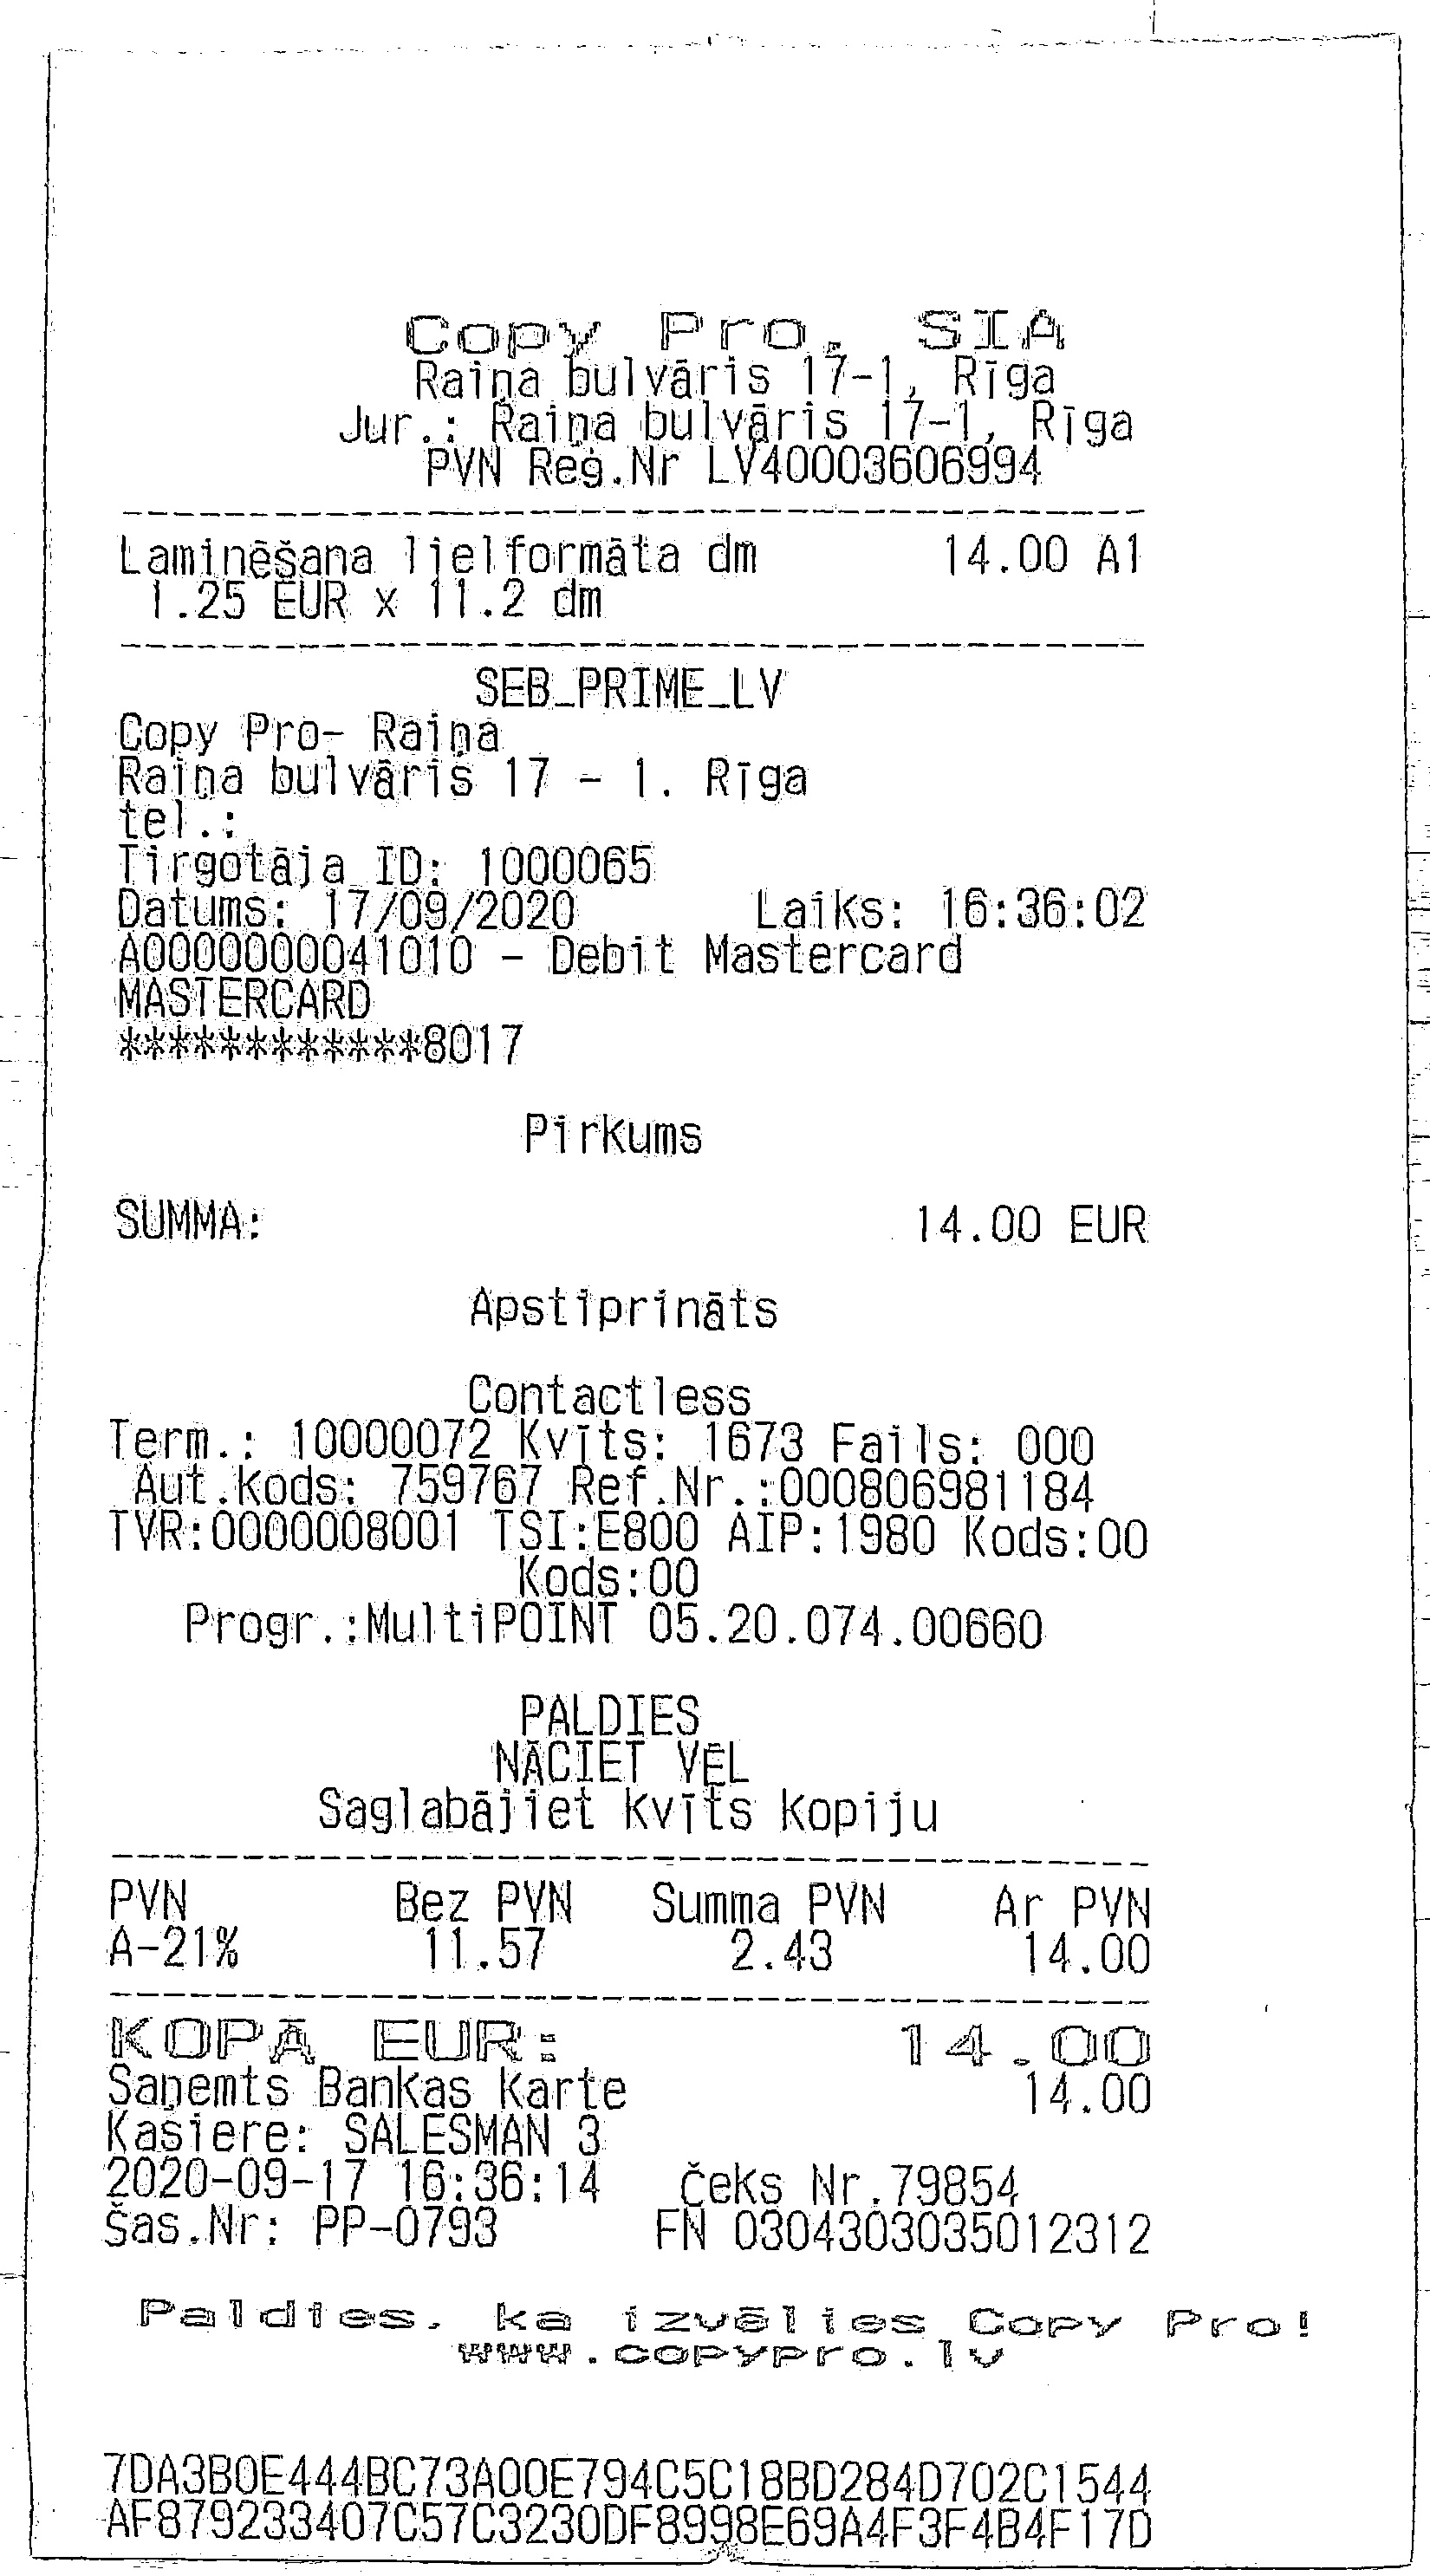 Copy Pro, SIA
Raiņa bulvāris 17-1, Rīga
Jur.: Raiņa bulvāris 17-1, Rīga
PVN Reģ.Nr LV40003606994
Laminēšana lielformāta dm 14.00 A1
1.25 EUR x 11.2 dm
SEB_PRIME_LV
Copy Pro- Raiņa
Raiņa bulvāris 17 - 1. Rīga
tel.:
Tirgotāja ID: 1000065
Datums: 17/09/2020 Laiks: 16:36:02
A0000000041010 - Debit Mastercard
MASTERCARD
************8017
Pirkums
SUMMA: 14.00 EUR
Apstiprināts
Contactless
Term.: 10000072 Kvīts: 1673 Fails: 000
Aut.kods: 759767 Ref.Nr.:000806981184
TVR:0000008001 TSI:E800 AIP:1980 Kods:00
Kods:00
Progr.:MultiPOINT 05.20.074.00660
PALDIES
NĀCIET VĒL
Saglabājiet kvīts kopiju
PVN Bez PVN Summa PVN Ar PVN
A-21% 11.57 2.43 14.00
KOPĀ EUR: 14.00
Saņemts Bankas karte 14.00
Kasiere: SALESMAN 3
2020-09-17 16:36:14 Čeks Nr.79854
Šas.Nr: PP-0793 FN 0304303035012312
Paldies, ka izvēlies Copy Pro!
www.copypro.lv
7DA3B0E444BC73A00E794C5C18BD284D702C1544
AF879233407C57C3230DF8998E69A4F3F4B4F17D